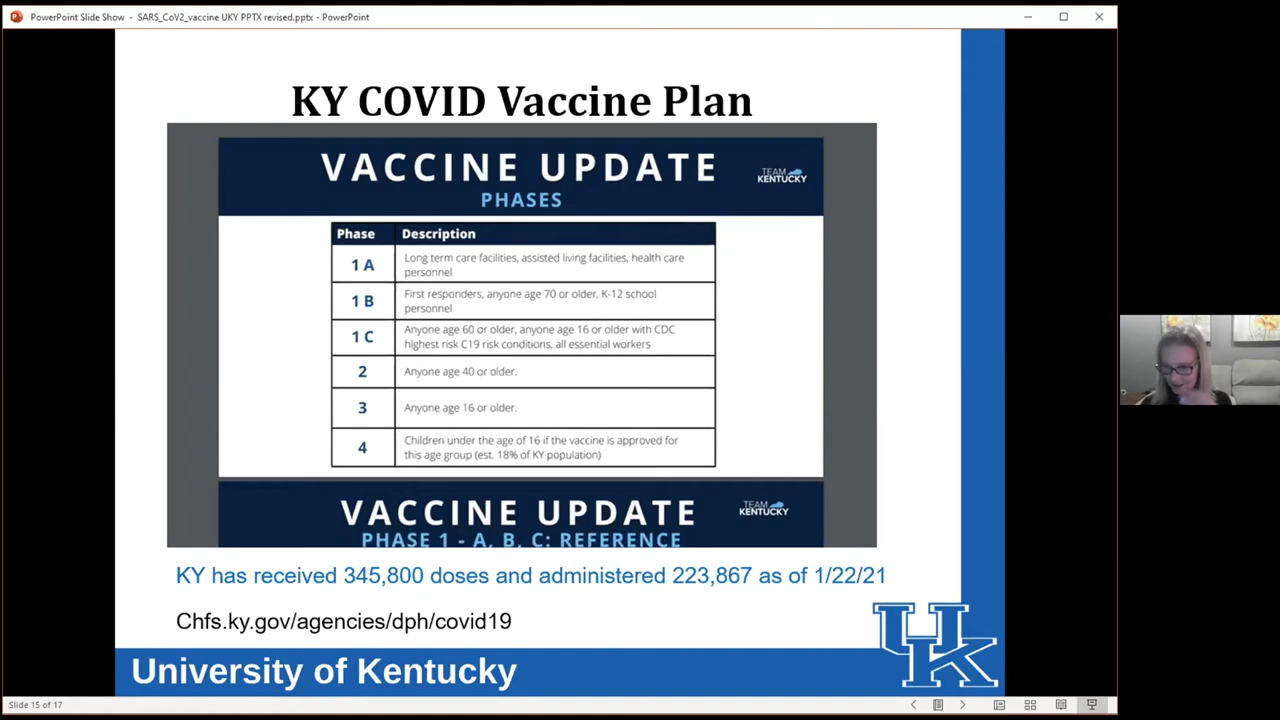 PowerPoint Slide Show - SARS_CoV2_vaccine UKY PPTX revised.pptx - PowerPoint
KY COVID Vaccine Plan
VACCINE UPDATE
TEAM
KENTUCKY
PHASES
Phase Description
1 A Long term care facilities, assisted living facilities, health care
personnel
1 B First responders, anyone age 70 or older, K-12 school
personnel
1 C Anyone age 60 or older, anyone age 16 or older with CDC
highest risk C19 risk conditions, all essential workers
2 Anyone age 40 or older.
3 Anyone age 16 or older.
4 Children under the age of 16 if the vaccine is approved for
this age group (est. 18% of KY population)
VACCINE UPDATE
TEAM
KENTUCKY
PHASE 1 - A, B, C: REFERENCE
KY has received 345,800 doses and administered 223,867 as of 1/22/21
Chfs.ky.gov/agencies/dph/covid19
UK
University of Kentucky
Slide 15 of 17